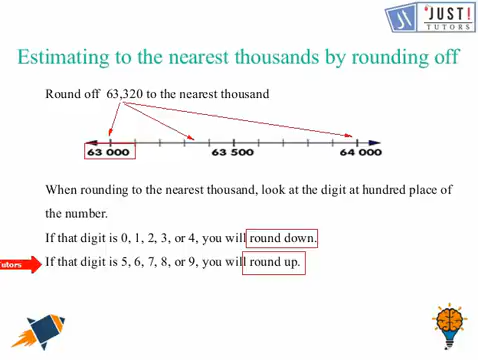 'JUST!
TUTORS
Estimating to the nearest thousands by rounding off
Round off 63,320 to the nearest thousand
63 000 63 500 64 000
When rounding to the nearest thousand, look at the digit at hundred place of
the number.
If that digit is 0, 1, 2, 3, or 4, you will round down.
If that digit is 5, 6, 7, 8, or 9, you will round up.
Tutors